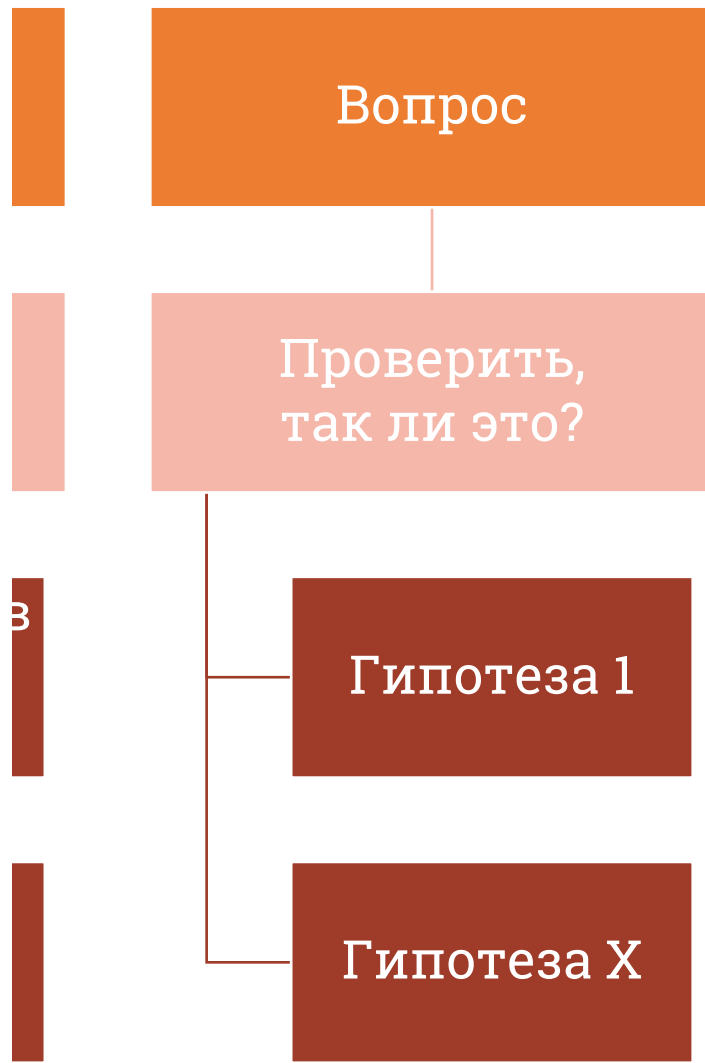 Вопрос
Проверить,
так ли это?
в
Гипотеза 1
Гипотеза X